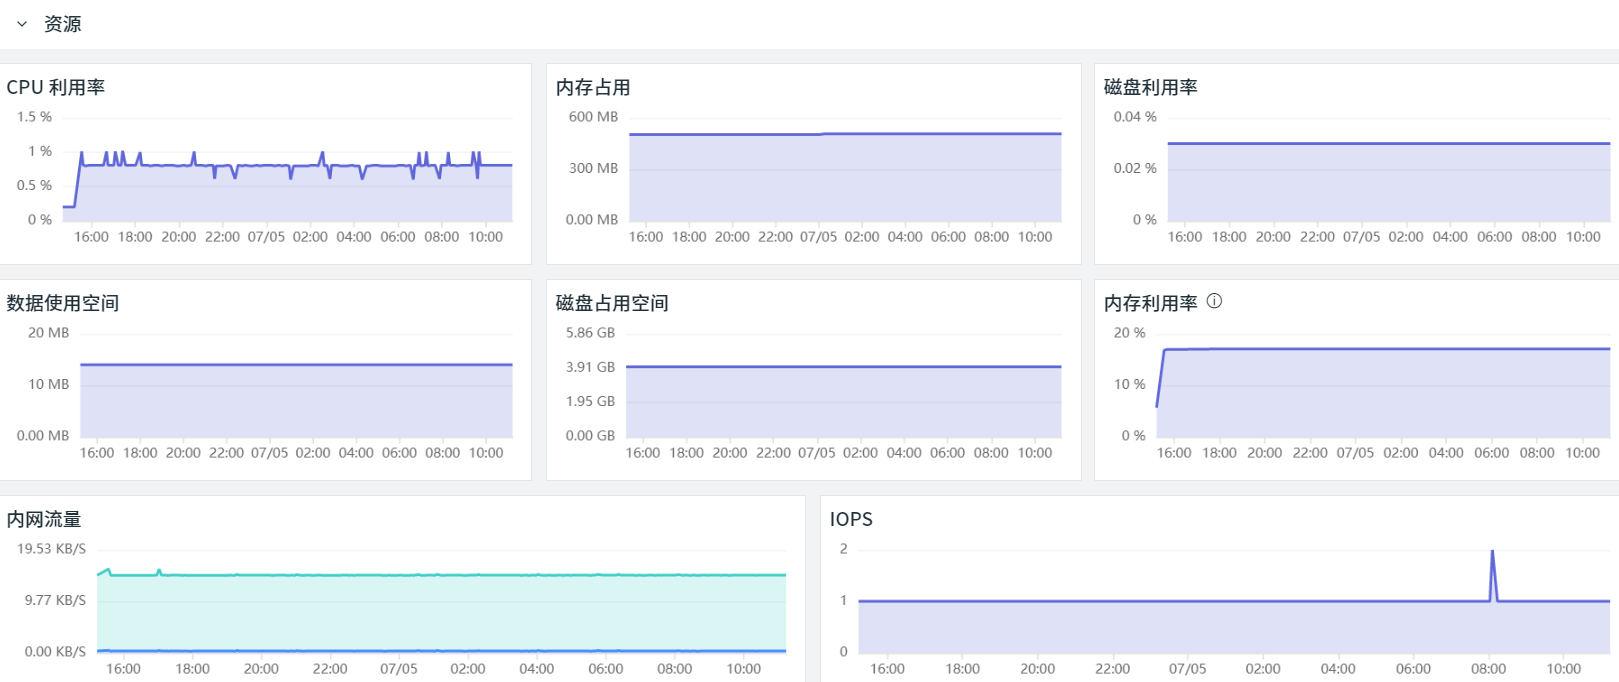 资源
CPU 利用率
1.5 %
1 %
0.5 %
0 %
16:00 18:00 20:00 22:00 07/05 02:00 04:00 06:00 08:00 10:00
内存占用
600 MB
300 MB
0.00 MB
16:00 18:00 20:00 22:00 07/05 02:00 04:00 06:00 08:00 10:00
磁盘利用率
0.04 %
0.02 %
0 %
16:00 18:00 20:00 22:00 07/05 02:00 04:00 06:00 08:00 10:00
数据使用空间
20 MB
10 MB
0.00 MB
16:00 18:00 20:00 22:00 07/05 02:00 04:00 06:00 08:00 10:00
磁盘占用空间
5.86 GB
3.91 GB
1.95 GB
0.00 GB
16:00 18:00 20:00 22:00 07/05 02:00 04:00 06:00 08:00 10:00
内存利用率
20 %
10 %
0 %
16:00 18:00 20:00 22:00 07/05 02:00 04:00 06:00 08:00 10:00
内网流量
19.53 KB/S
9.77 KB/S
0.00 KB/S
16:00 18:00 20:00 22:00 07/05 02:00 04:00 06:00 08:00 10:00
IOPS
2
1
0
16:00 18:00 20:00 22:00 07/05 02:00 04:00 06:00 08:00 10:00